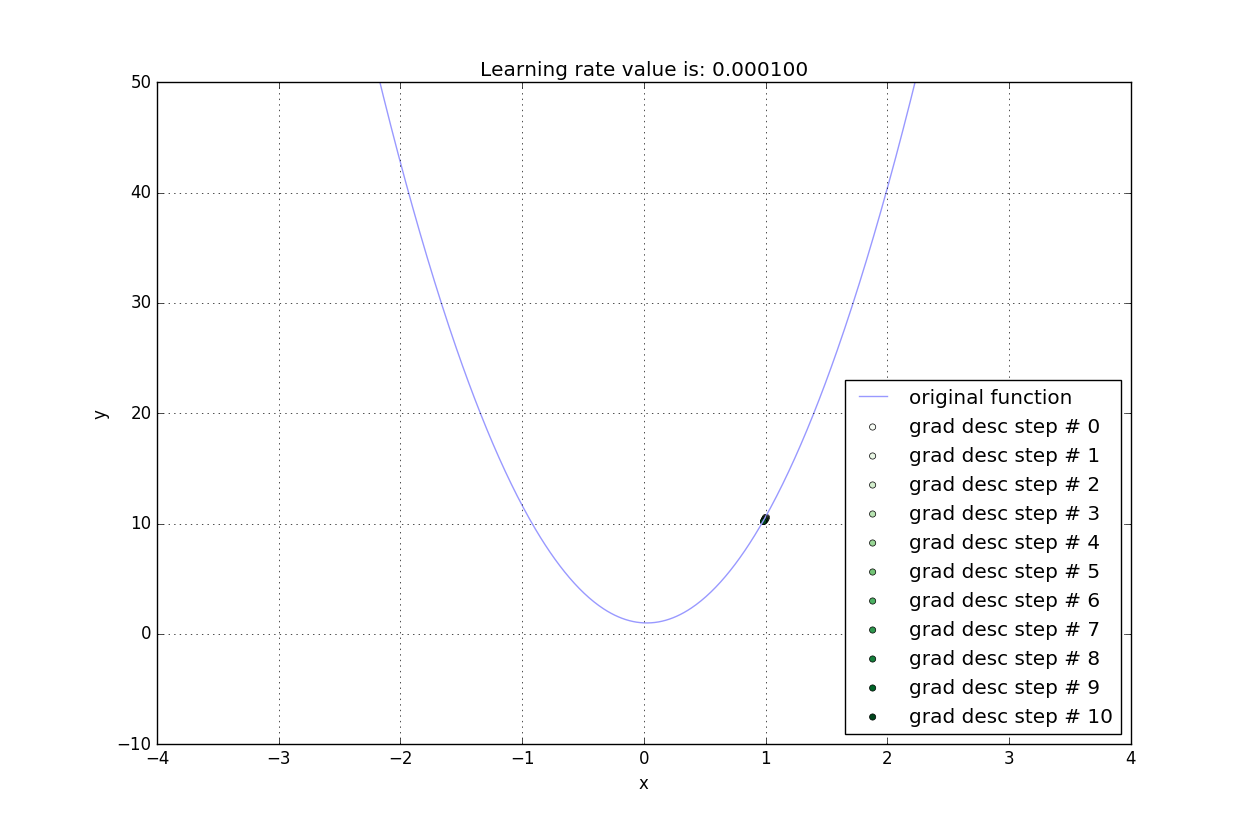 Learning rate value is: 0.000100
50
40
30
20
10
0
−10
y
−4 −3 −2 −1 0 1 2 3 4
x
original function
grad desc step # 0
grad desc step # 1
grad desc step # 2
grad desc step # 3
grad desc step # 4
grad desc step # 5
grad desc step # 6
grad desc step # 7
grad desc step # 8
grad desc step # 9
grad desc step # 10